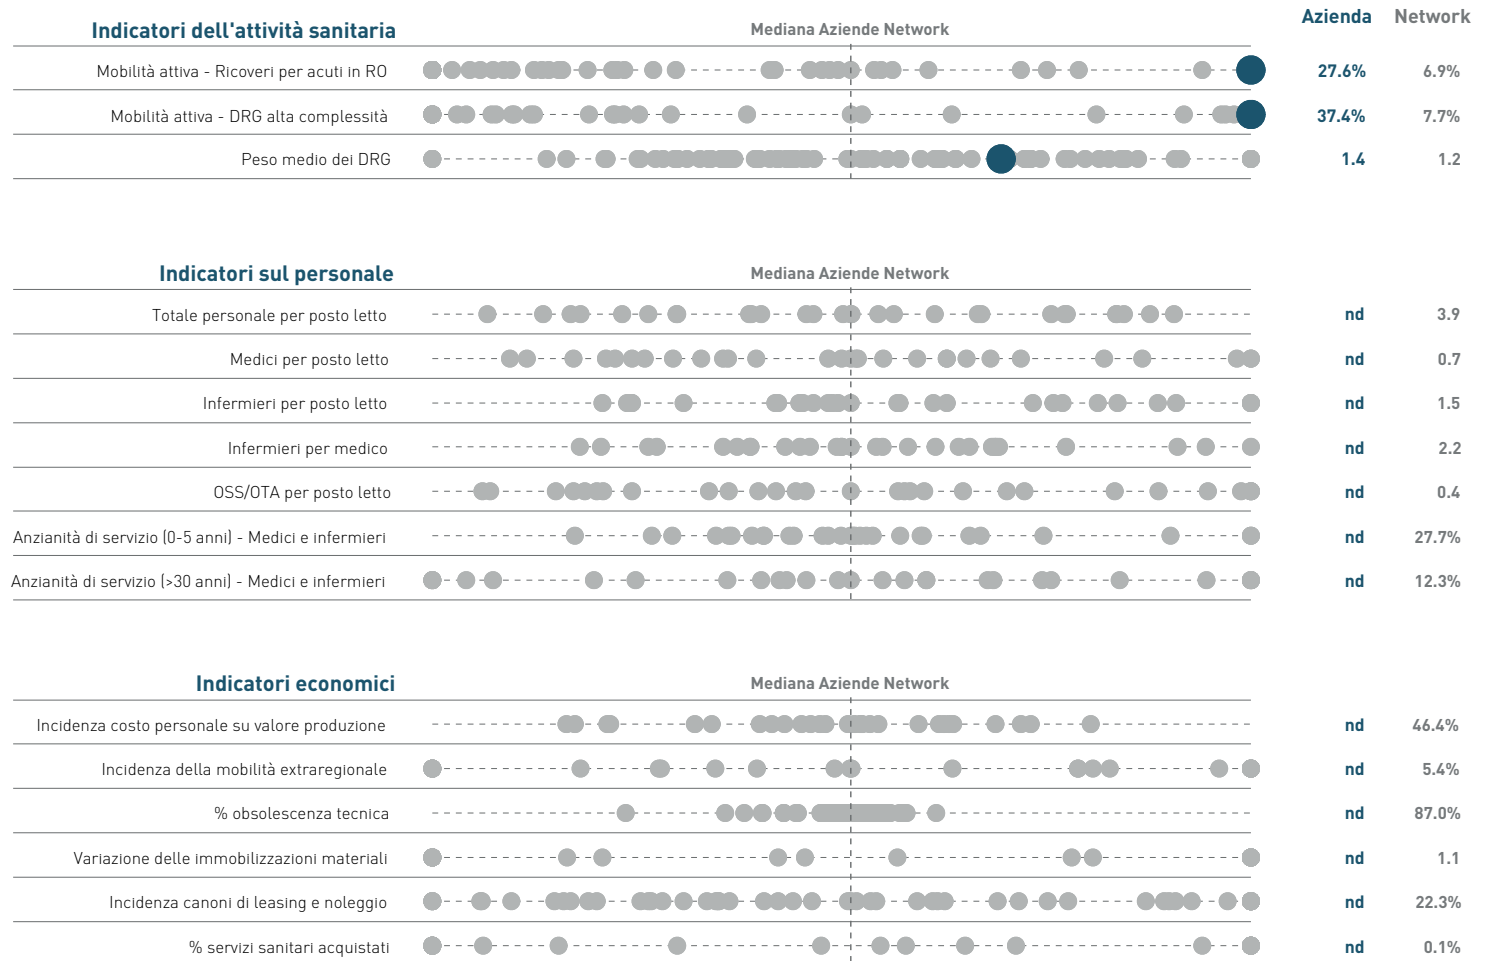 Azienda Network
Indicatori dell'attività sanitaria Mediana Aziende Network
Mobilità attiva - Ricoveri per acuti in RO 27.6% 6.9%
Mobilità attiva - DRG alta complessità 37.4% 7.7%
Peso medio dei DRG 1.4 1.2
Indicatori sul personale Mediana Aziende Network
Totale personale per posto letto nd 3.9
Medici per posto letto nd 0.7
Infermieri per posto letto nd 1.5
Infermieri per medico nd 2.2
OSS/OTA per posto letto nd 0.4
Anzianità di servizio (0-5 anni) - Medici e infermieri nd 27.7%
Anzianità di servizio (>30 anni) - Medici e infermieri nd 12.3%
Indicatori economici Mediana Aziende Network
Incidenza costo personale su valore produzione nd 46.4%
Incidenza della mobilità extraregionale nd 5.4%
% obsolescenza tecnica nd 87.0%
Variazione delle immobilizzazioni materiali nd 1.1
Incidenza canoni di leasing e noleggio nd 22.3%
% servizi sanitari acquistati nd 0.1%